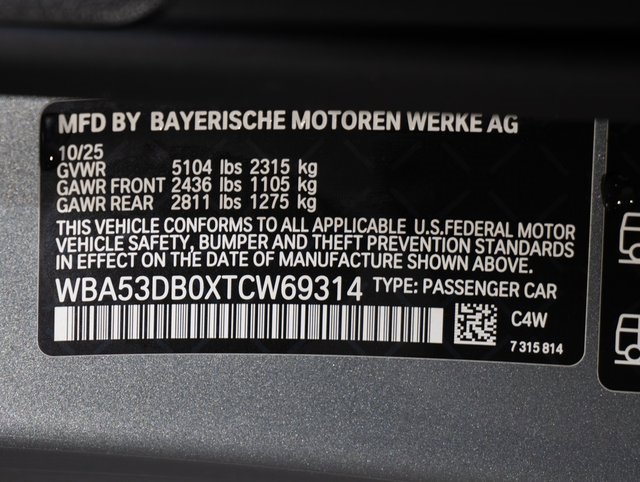 MFD BY BAYERISCHE MOTOREN WERKE AG
10/25
GVWR 5104 lbs 2315 kg
GAWR FRONT 2436 lbs 1105 kg
GAWR REAR 2811 lbs 1275 kg
THIS VEHICLE CONFORMS TO ALL APPLICABLE U.S.FEDERAL MOTOR
VEHICLE SAFETY, BUMPER AND THEFT PREVENTION STANDARDS
IN EFFECT ON THE DATE OF MANUFACTURE SHOWN ABOVE.
WBA53DB0XTCW69314 TYPE: PASSENGER CAR
C4W
7 315 814